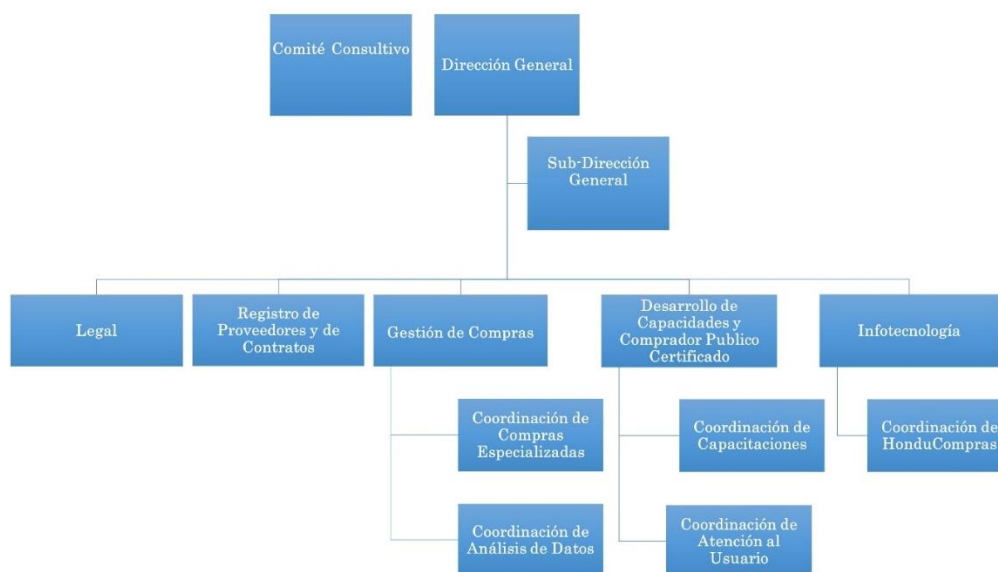 Comité Consultivo
Dirección General
Sub-Dirección
General
Legal
Registro de
Proveedores y de
Contratos
Gestión de Compras
Desarrollo de
Capacidades y
Comprador Publico
Certificado
Infotecnología
Coordinación de
Compras
Especializadas
Coordinación de
Capacitaciones
Coordinación de
HonduCompras
Coordinación de
Análisis de Datos
Coordinación de
Atención al
Usuario